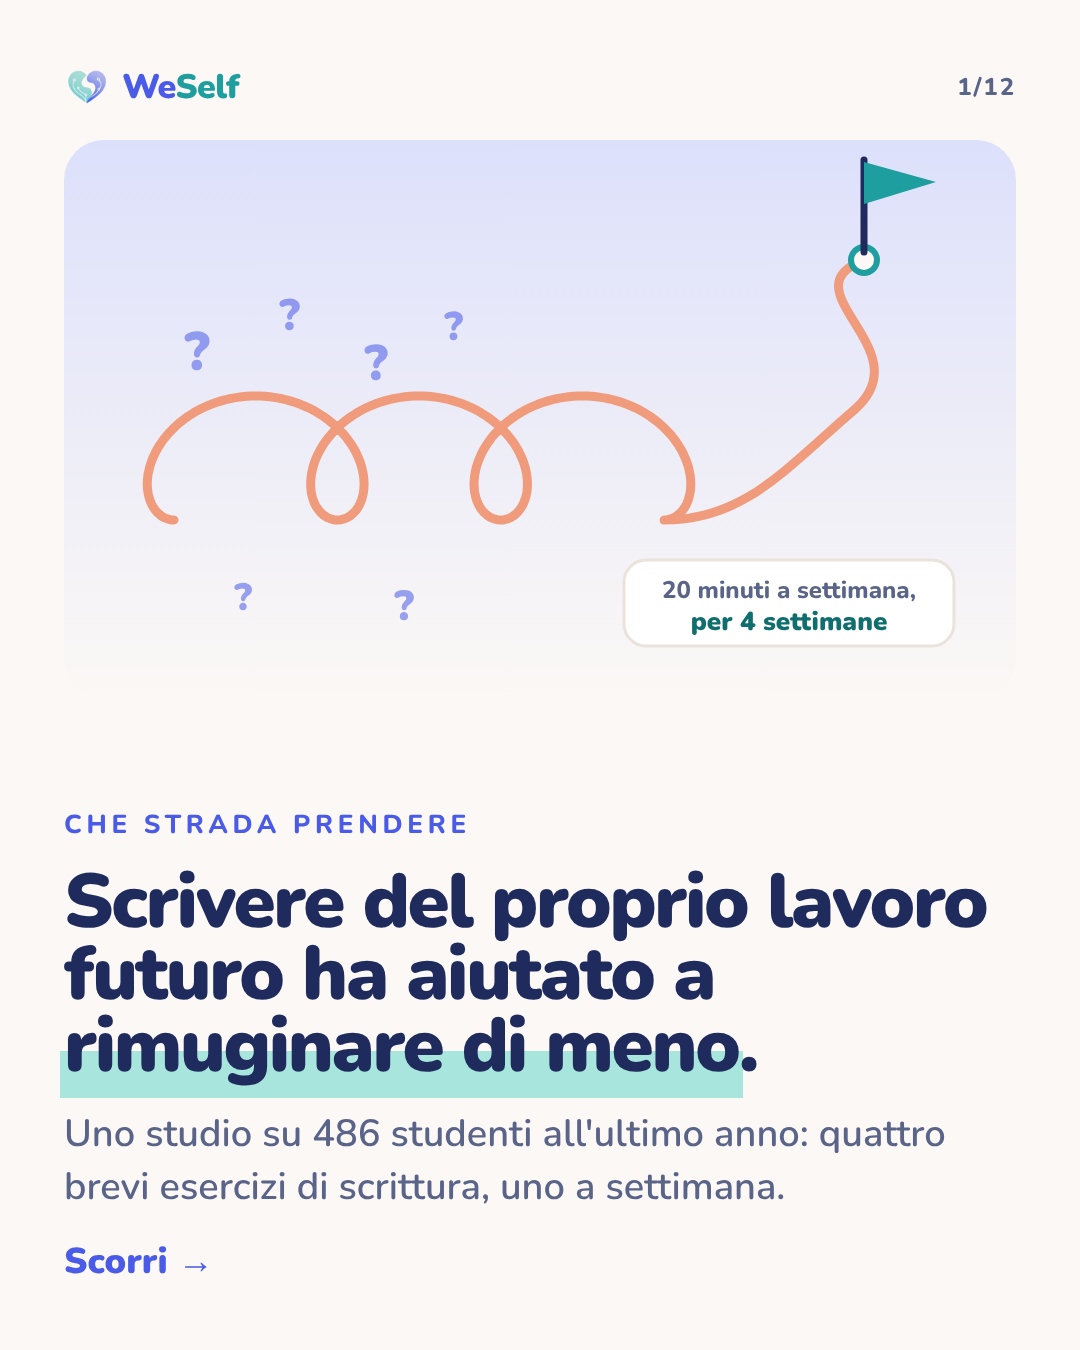 WeSelf
1/12
?
?
?
?
20 minuti a settimana,
per 4 settimane
?
?
CHE STRADA PRENDERE
Scrivere del proprio lavoro
futuro ha aiutato a
rimuginare di meno.
Uno studio su 486 studenti all'ultimo anno: quattro
brevi esercizi di scrittura, uno a settimana.
Scorri →